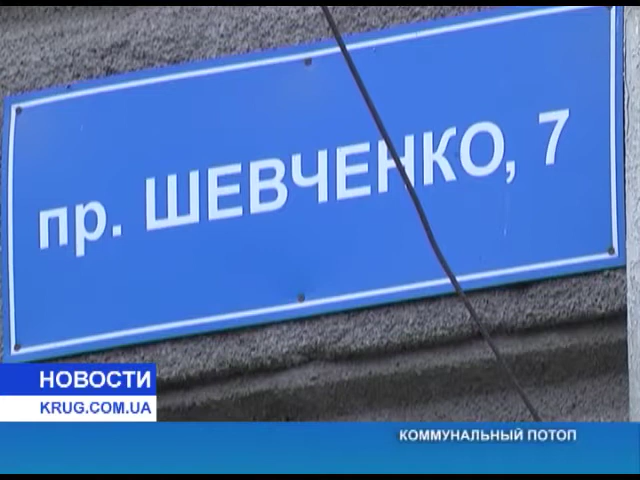 пр. ШЕВЧЕНКО, 7
НОВОСТИ
KRUG.COM.UA
КОММУНАЛЬНЫЙ ПОТОП